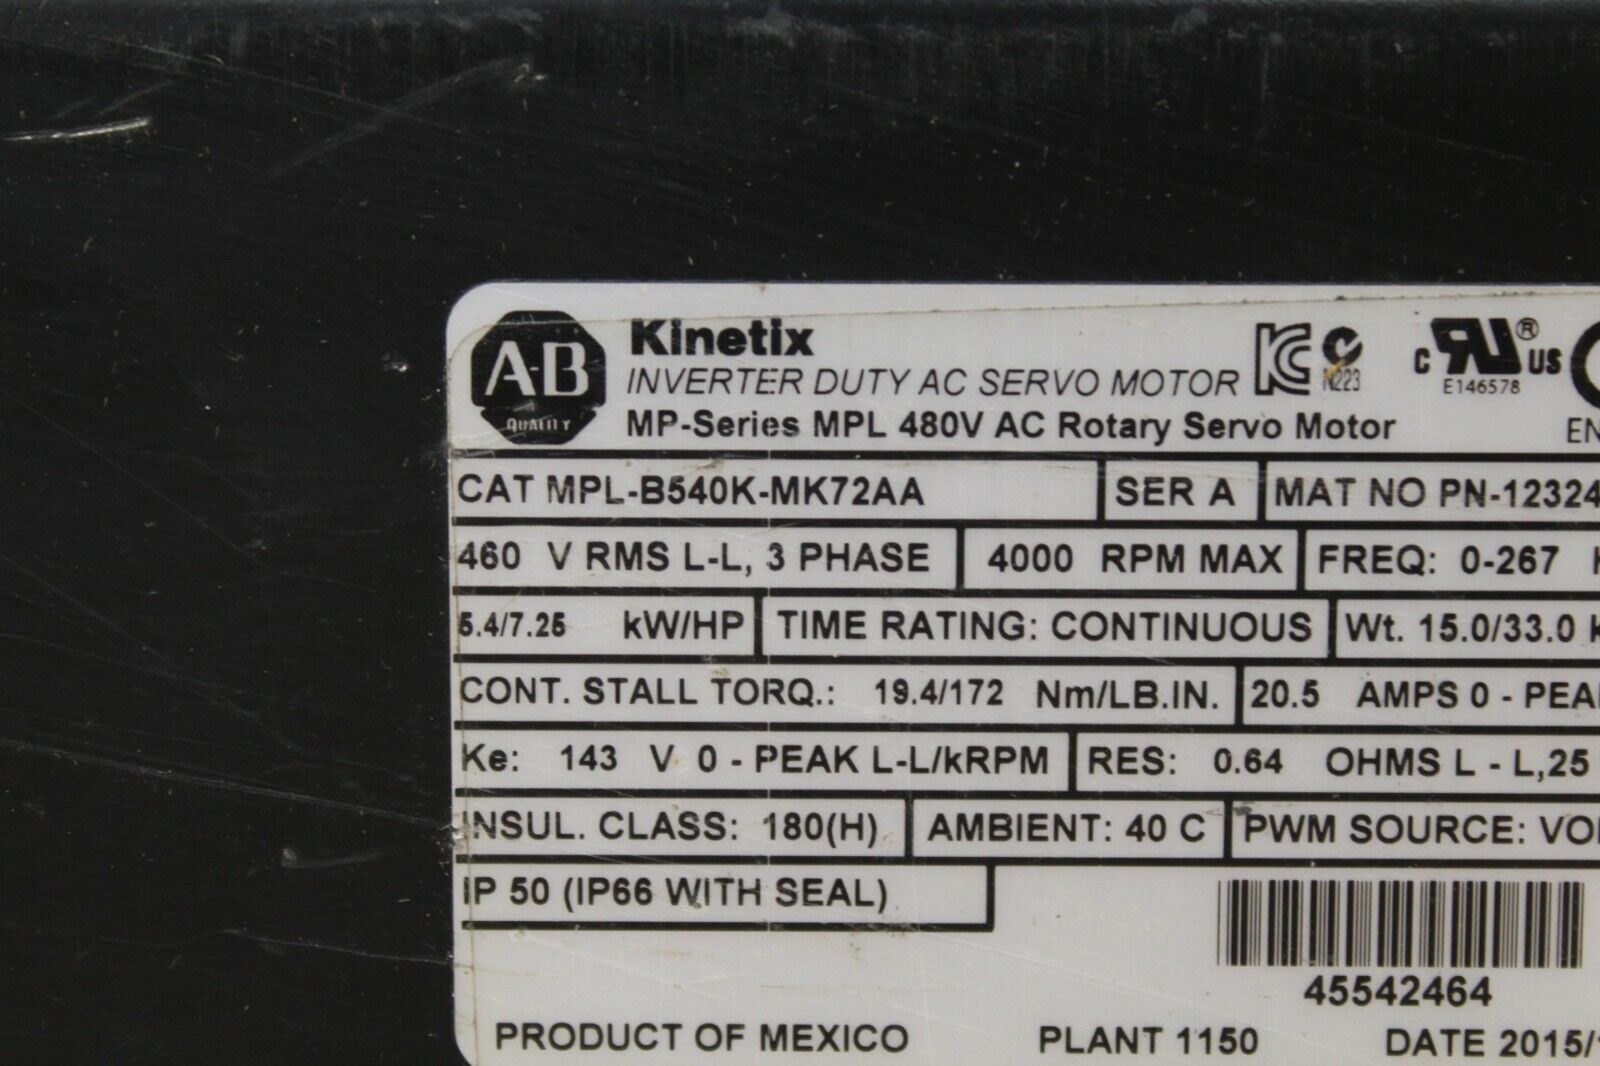 A-B
QUALITY
Kinetix
INVERTER DUTY AC SERVO MOTOR
MP-Series MPL 480V AC Rotary Servo Motor
N223
C UR ® US
E146578
EN
CAT MPL-B540K-MK72AA SER A MAT NO PN-12324
460 V RMS L-L, 3 PHASE 4000 RPM MAX FREQ: 0-267
5.4/7.25 kW/HP TIME RATING: CONTINUOUS Wt. 15.0/33.0
CONT. STALL TORQ.: 19.4/172 Nm/LB.IN. 20.5 AMPS 0 - PEA
Ke: 143 V 0 - PEAK L-L/kRPM RES: 0.64 OHMS L - L,25
INSUL. CLASS: 180(H) AMBIENT: 40 C PWM SOURCE: VO
IP 50 (IP66 WITH SEAL)
45542464
PRODUCT OF MEXICO PLANT 1150 DATE 2015/